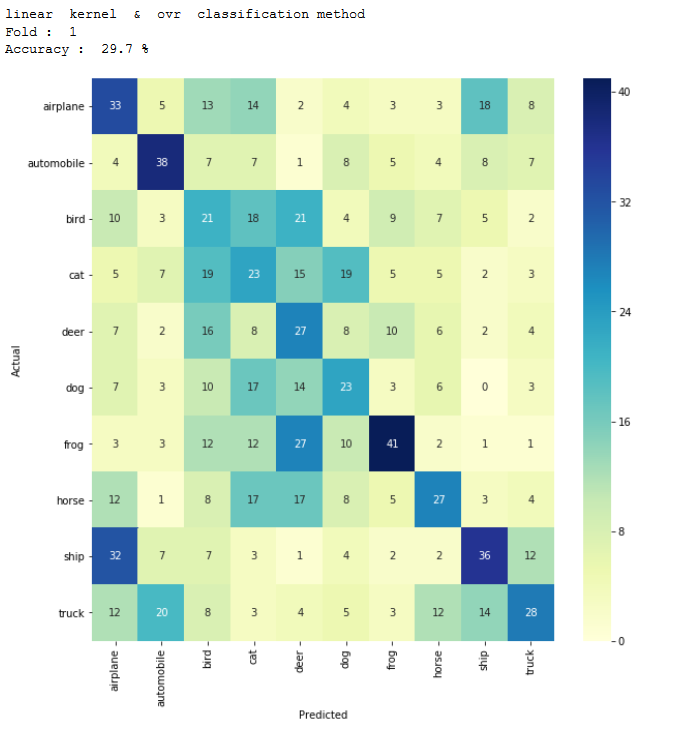 linear kernel & ovr classification method
Fold : 1
Accuracy : 29.7 %
airplane 33 5 13 14 2 4 3 3 18 8
automobile 4 38 7 7 1 8 5 4 8 7
bird 10 3 21 18 21 4 9 7 5 2
cat 5 7 19 23 15 19 5 5 2 3
deer 7 2 16 8 27 8 10 6 2 4
dog 7 3 10 17 14 23 3 6 0 3
frog 3 3 12 12 27 10 41 2 1 1
horse 12 1 8 17 17 8 5 27 3 4
ship 32 7 7 3 1 4 2 2 36 12
truck 12 20 8 3 4 5 3 12 14 28
Actual
airplane automobile bird cat deer dog frog horse ship truck
Predicted
40
32
24
16
8
0